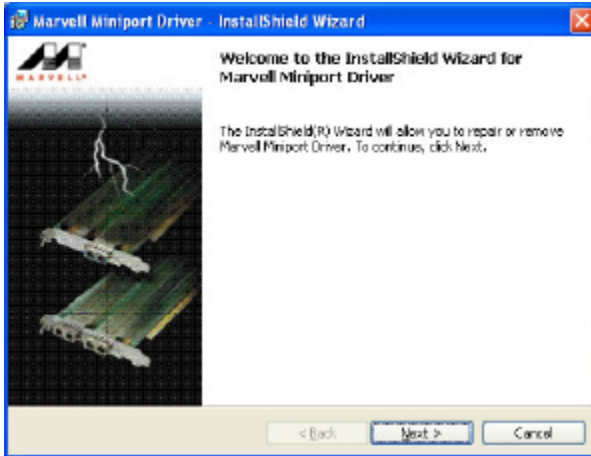 Marvell Miniport Driver - InstallShield Wizard
MARVELL®
Welcome to the InstallShield Wizard for
Marvell Miniport Driver
The InstallShield(R) Wizard will allow you to repair or remove
Marvell Miniport Driver. To continue, click Next.
< Back
Next >
Cancel